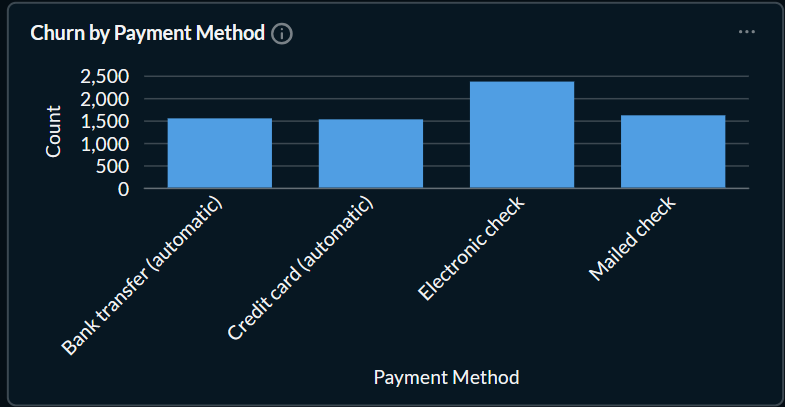 Churn by Payment Method
Count
2,500
2,000
1,500
1,000
500
0
Bank transfer (automatic)
Credit card (automatic)
Electronic check
Mailed check
Payment Method